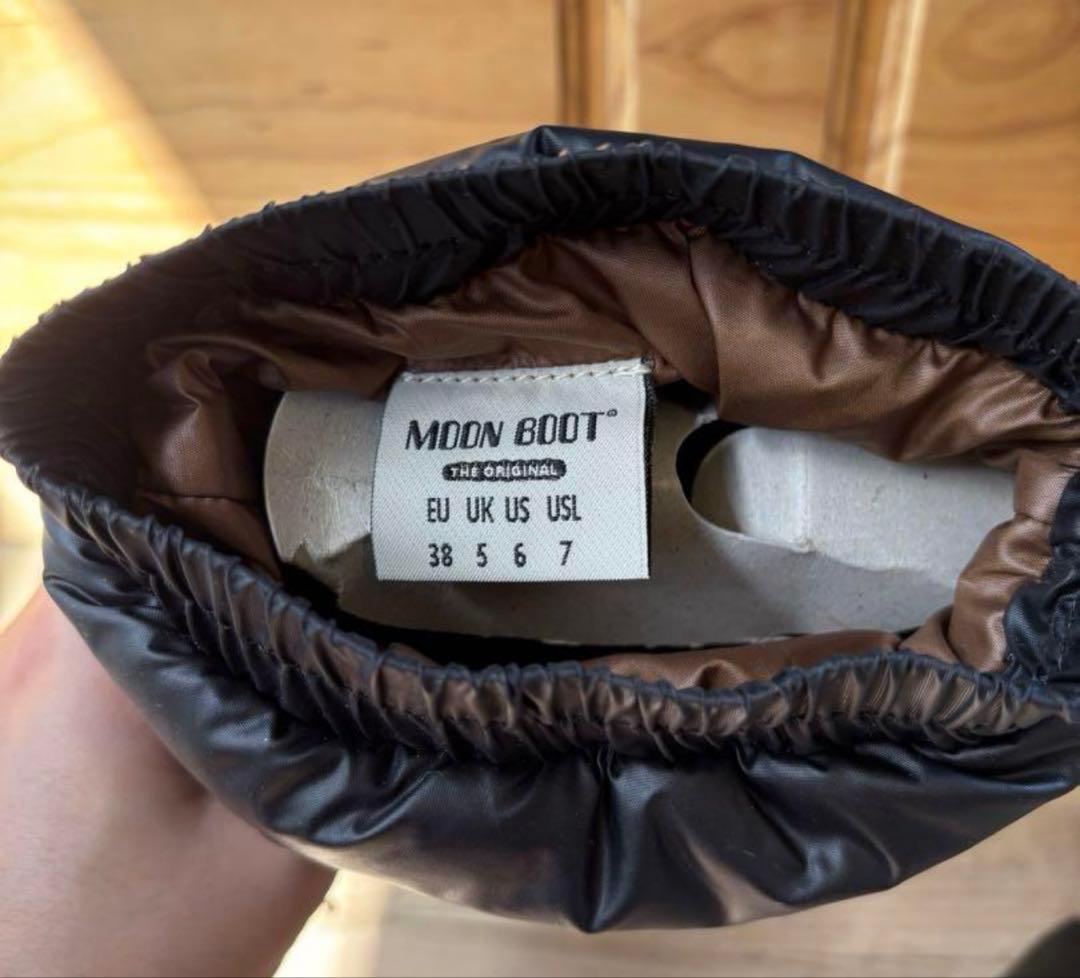 MOON BOOT®
THE ORIGINAL
EU UK US USL
38 5 6 7